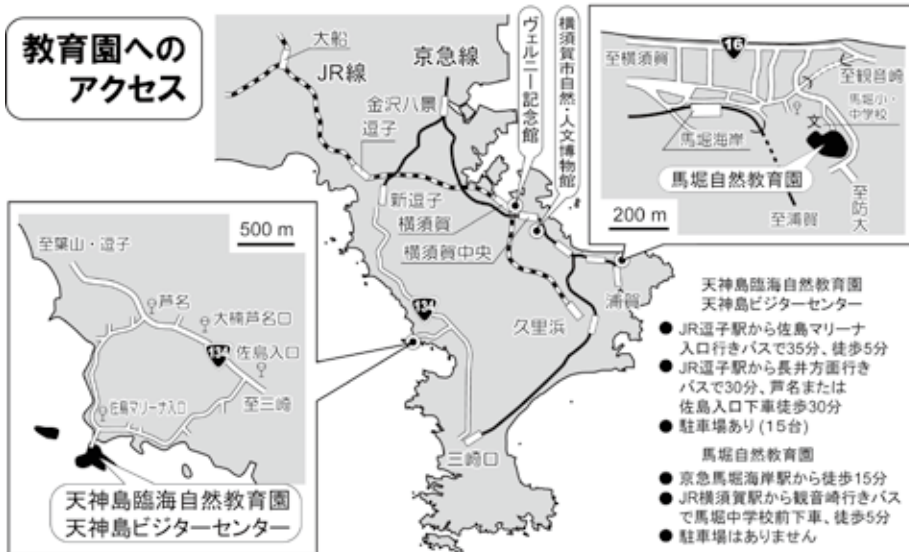 教育園への
アクセス
大船
JR線
京急線
金沢八景
逗子
新逗子
横須賀
横須賀中央
ヴェルニー記念館
横須賀市自然・人文博物館
134
浦賀
久里浜
三崎口
16
至横須賀
至観音崎
馬堀小・
中学校
文
馬堀海岸
馬堀自然教育園
200 m
至浦賀
至防大
500 m
至葉山・逗子
芦名
大楠芦名口
134
佐島入口
至三崎
佐島マリーナ入口
天神島臨海自然教育園
天神島ビジターセンター
天神島臨海自然教育園
天神島ビジターセンター
● JR逗子駅から佐島マリーナ
入口行きバスで35分、徒歩5分
● JR逗子駅から長井方面行き
バスで30分、芦名または
佐島入口下車徒歩30分
● 駐車場あり (15台)
馬堀自然教育園
● 京急馬堀海岸駅から徒歩15分
● JR横須賀駅から観音崎行きバス
で馬堀中学校前下車、徒歩5分
● 駐車場はありません